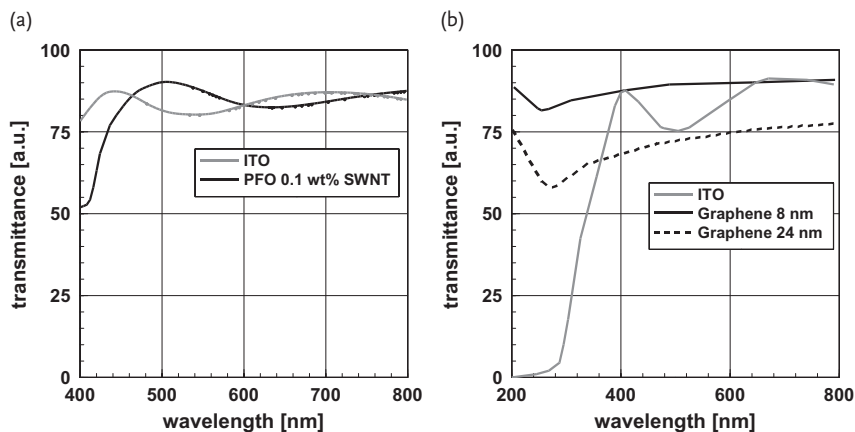 (a)
100
75
50
25
0
transmittance [a.u.]
ITO
PFO 0.1 wt% SWNT
400 500 600 700 800
wavelength [nm]
(b)
100
75
50
25
0
transmittance [a.u.]
ITO
Graphene 8 nm
Graphene 24 nm
200 400 600 800
wavelength [nm]